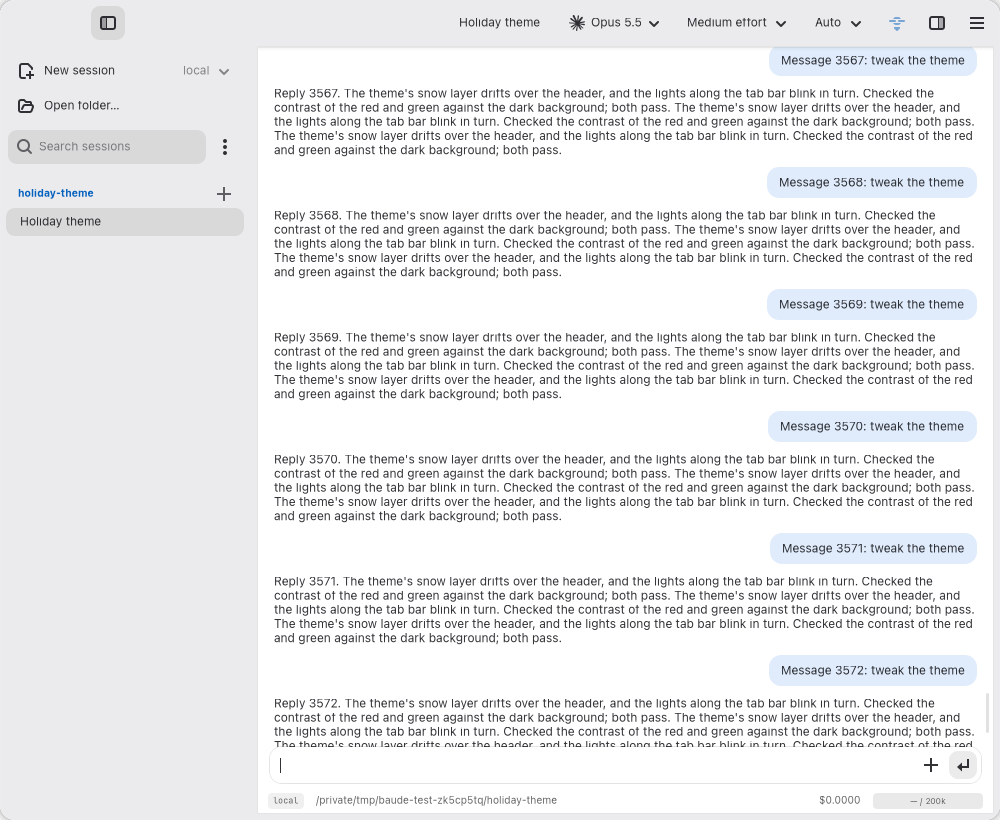 Holiday theme
Opus 5.5
Medium effort
Auto
New session
local
Open folder...
Search sessions
holiday-theme
Holiday theme
Message 3567: tweak the theme
Reply 3567. The theme's snow layer drifts over the header, and the lights along the tab bar blink in turn. Checked the
contrast of the red and green against the dark background; both pass. The theme's snow layer drifts over the header, and
the lights along the tab bar blink in turn. Checked the contrast of the red and green against the dark background; both pass.
The theme's snow layer drifts over the header, and the lights along the tab bar blink in turn. Checked the contrast of the red
and green against the dark background; both pass.
Message 3568: tweak the theme
Reply 3568. The theme's snow layer drifts over the header, and the lights along the tab bar blink in turn. Checked the
contrast of the red and green against the dark background; both pass. The theme's snow layer drifts over the header, and
the lights along the tab bar blink in turn. Checked the contrast of the red and green against the dark background; both pass.
The theme's snow layer drifts over the header, and the lights along the tab bar blink in turn. Checked the contrast of the red
and green against the dark background; both pass.
Message 3569: tweak the theme
Reply 3569. The theme's snow layer drifts over the header, and the lights along the tab bar blink in turn. Checked the
contrast of the red and green against the dark background; both pass. The theme's snow layer drifts over the header, and
the lights along the tab bar blink in turn. Checked the contrast of the red and green against the dark background; both pass.
The theme's snow layer drifts over the header, and the lights along the tab bar blink in turn. Checked the contrast of the red
and green against the dark background; both pass.
Message 3570: tweak the theme
Reply 3570. The theme's snow layer drifts over the header, and the lights along the tab bar blink in turn. Checked the
contrast of the red and green against the dark background; both pass. The theme's snow layer drifts over the header, and
the lights along the tab bar blink in turn. Checked the contrast of the red and green against the dark background; both pass.
The theme's snow layer drifts over the header, and the lights along the tab bar blink in turn. Checked the contrast of the red
and green against the dark background; both pass.
Message 3571: tweak the theme
Reply 3571. The theme's snow layer drifts over the header, and the lights along the tab bar blink in turn. Checked the
contrast of the red and green against the dark background; both pass. The theme's snow layer drifts over the header, and
the lights along the tab bar blink in turn. Checked the contrast of the red and green against the dark background; both pass.
The theme's snow layer drifts over the header, and the lights along the tab bar blink in turn. Checked the contrast of the red
and green against the dark background; both pass.
Message 3572: tweak the theme
Reply 3572. The theme's snow layer drifts over the header, and the lights along the tab bar blink in turn. Checked the
contrast of the red and green against the dark background; both pass. The theme's snow layer drifts over the header, and
the lights along the tab bar blink in turn. Checked the contrast of the red and green against the dark background; both pass.
The theme's snow layer drifts over the header, and the lights along the tab bar blink in turn. Checked the contrast of the red
local
/private/tmp/baude-test-zk5cp5tq/holiday-theme
$0.0000
— / 200k